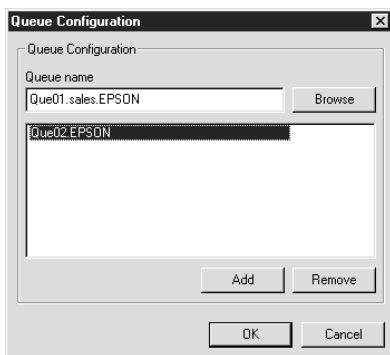 Queue Configuration
Queue Configuration
Queue name
Que01.sales.EPSON
Browse
Que02.EPSON
Add
Remove
OK
Cancel